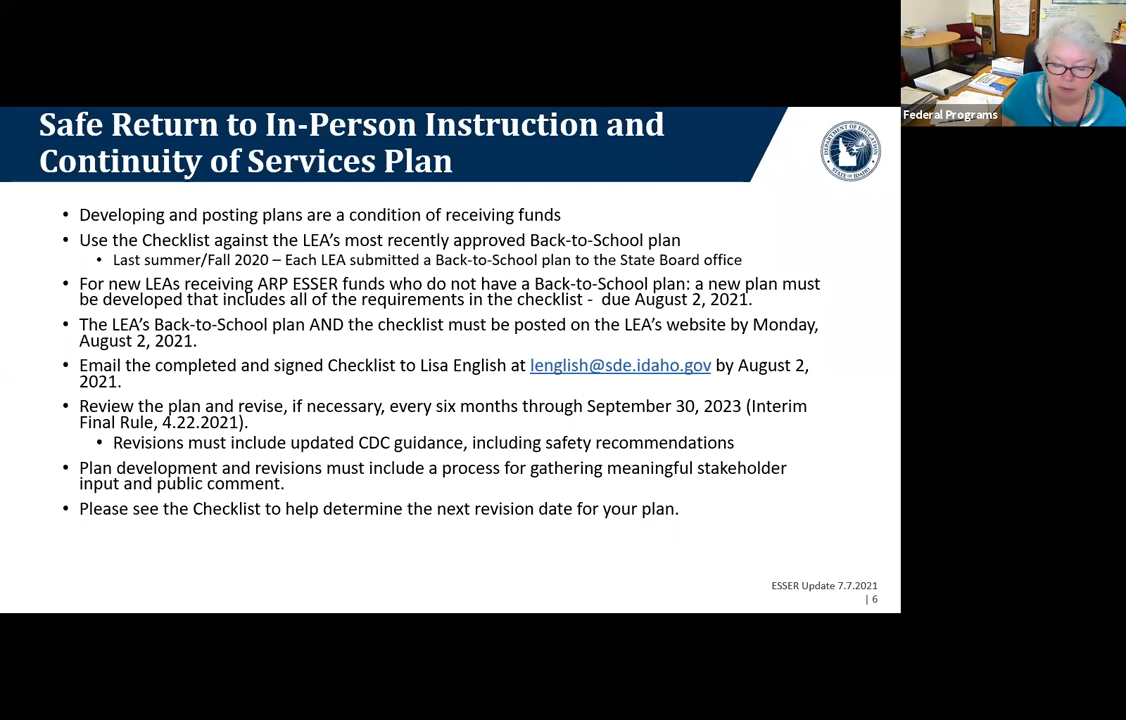 Federal Programs
Safe Return to In-Person Instruction and
Continuity of Services Plan
DEPARTMENT OF EDUCATION
STATE OF IDAHO
• Developing and posting plans are a condition of receiving funds
• Use the Checklist against the LEA's most recently approved Back-to-School plan
• Last summer/Fall 2020 – Each LEA submitted a Back-to-School plan to the State Board office
• For new LEAs receiving ARP ESSER funds who do not have a Back-to-School plan: a new plan must
be developed that includes all of the requirements in the checklist -  due August 2, 2021.
• The LEA's Back-to-School plan AND the checklist must be posted on the LEA's website by Monday,
August 2, 2021.
• Email the completed and signed Checklist to Lisa English at lenglish@sde.idaho.gov by August 2,
2021.
• Review the plan and revise, if necessary, every six months through September 30, 2023 (Interim
Final Rule, 4.22.2021).
• Revisions must include updated CDC guidance, including safety recommendations
• Plan development and revisions must include a process for gathering meaningful stakeholder
input and public comment.
• Please see the Checklist to help determine the next revision date for your plan.
ESSER Update 7.7.2021
| 6